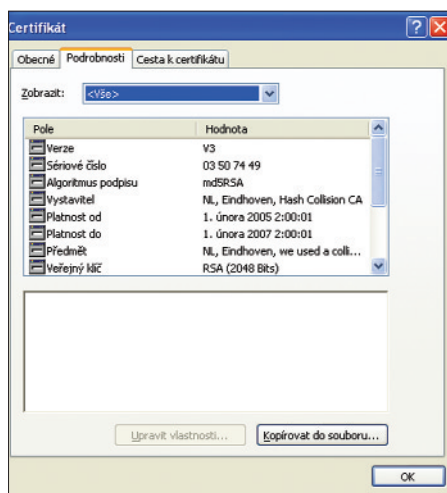 Certifikát
Obecné Podrobnosti Cesta k certifikátu
Zobrazit: <Vše>
Pole Hodnota
Verze V3
Sériové číslo 03 50 74 49
Algoritmus podpisu md5RSA
Vystavitel NL, Eindhoven, Hash Collision CA
Platnost od 1. února 2005 2:00:01
Platnost do 1. února 2007 2:00:01
Předmět NL, Eindhoven, we used a colli...
Veřejný klíč RSA (2048 Bits)
Upravit vlastnosti... Kopírovat do souboru...
OK